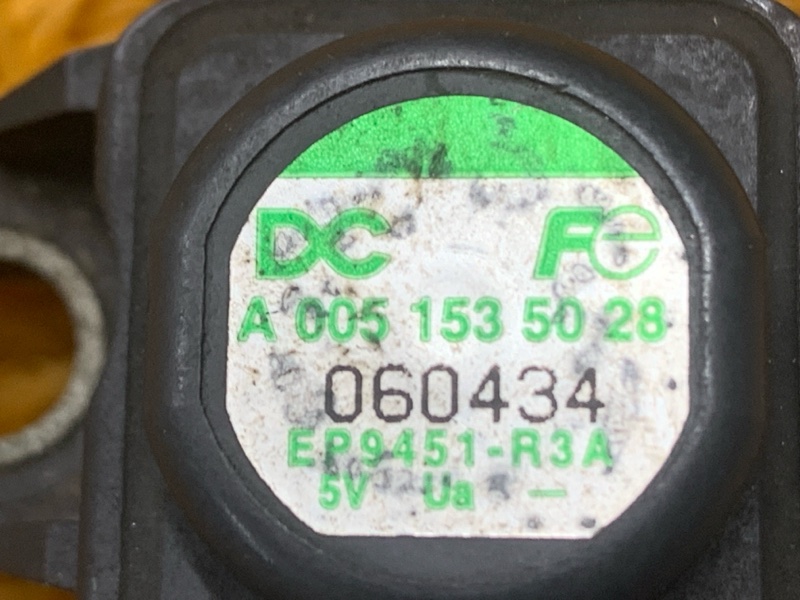 DC Fe
A 005 153 50 28
060434
EP9451-R3A
5V Ua —